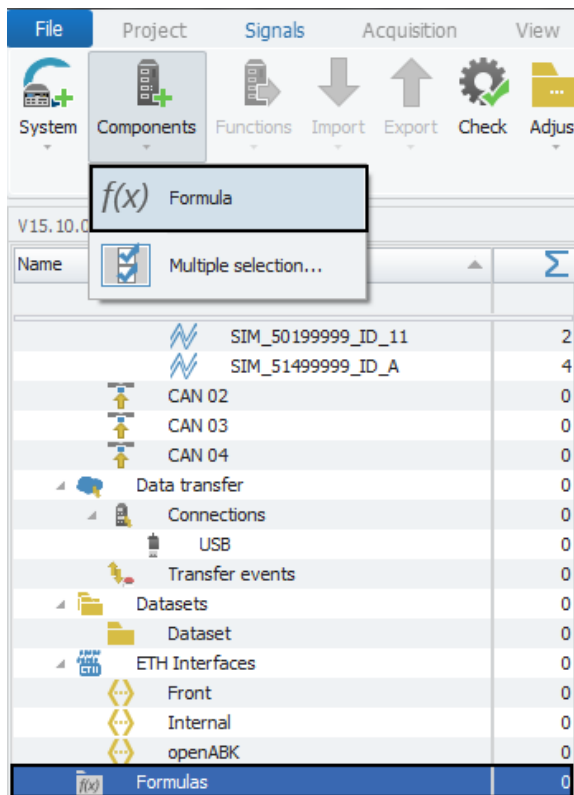 File Project Signals Acquisition View
System Components Functions Import Export Check Adjus
f(x) Formula
V15.10.0
Multiple selection...
Name Σ
SIM_50199999_ID_11 2
SIM_51499999_ID_A 4
CAN 02 0
CAN 03 0
CAN 04 0
Data transfer 0
Connections 0
USB 0
Transfer events 0
Datasets 0
Dataset 0
ETH Interfaces 0
Front 0
Internal 0
openABK 0
f(x) Formulas 0